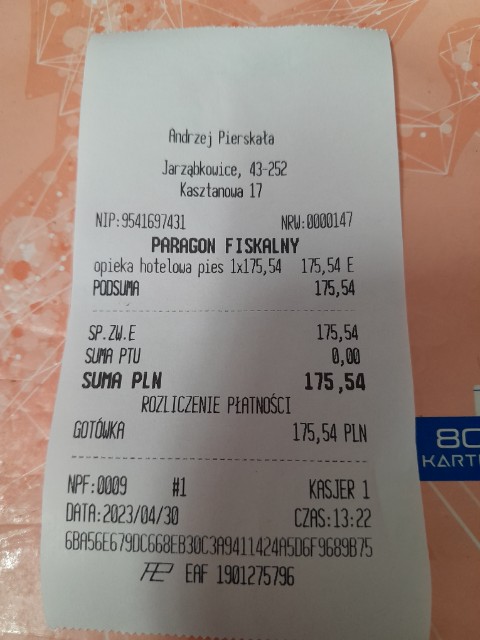 Andrzej Pierskała
Jarząbkowice, 43-252
Kasztanowa 17
NIP:9541697431 NRW:0000147
PARAGON FISKALNY
opieka hotelowa pies 1x175,54 175,54 E
PODSUMA 175,54
SP.ZW.E 175,54
SUMA PTU 0,00
SUMA PLN 175,54
ROZLICZENIE PŁATNOŚCI
GOTÓWKA 175,54 PLN
NPF:0009 #1 KASJER 1
DATA:2023/04/30 CZAS:13:22
6BA56E679DC668EB30C3A9411424A5D6F9689B75
EAF 1901275796
80
KARTE